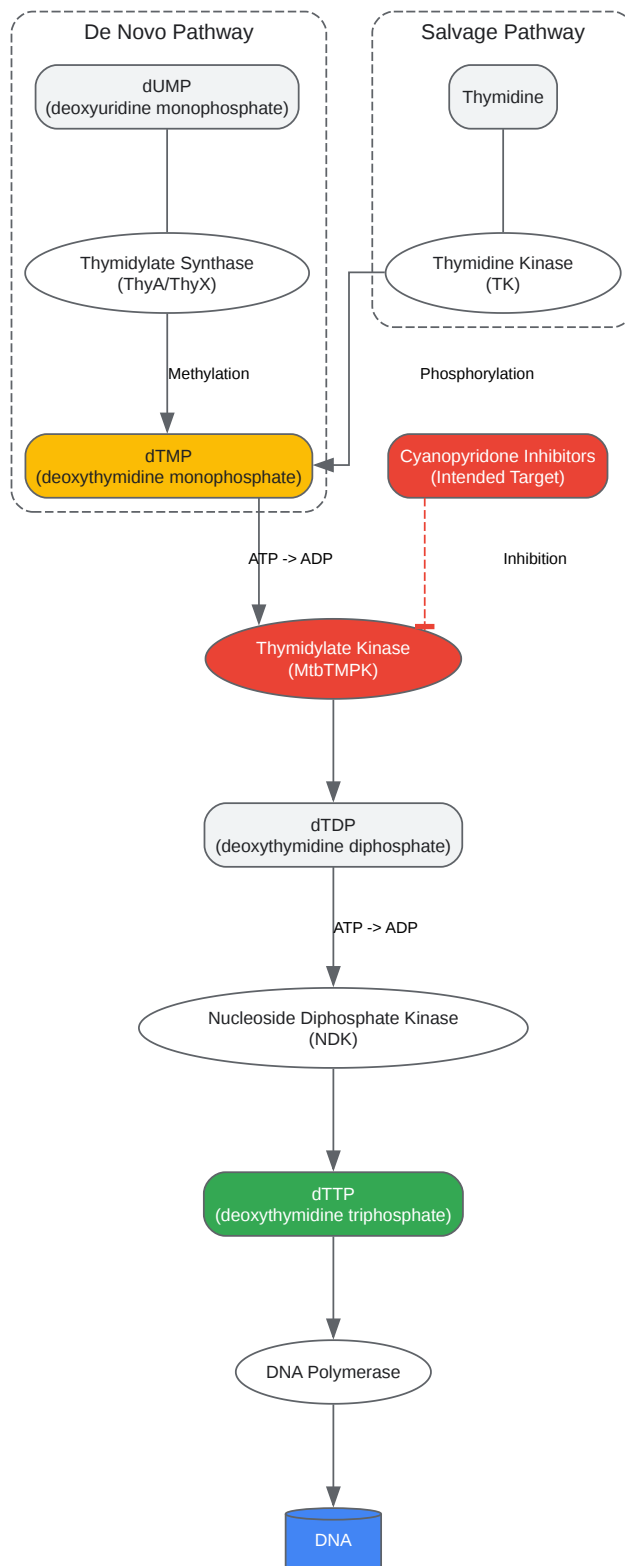 De Novo Pathway
Salvage Pathway
dUMP
(deoxyuridine monophosphate)
Thymidine
Thymidylate Synthase
(ThyA/ThyX)
Thymidine Kinase
(TK)
Methylation
Phosphorylation
dTMP
(deoxythymidine monophosphate)
Cyanopyridone Inhibitors
(Intended Target)
ATP -> ADP
Inhibition
Thymidylate Kinase
(MtbTMPK)
dTDP
(deoxythymidine diphosphate)
ATP -> ADP
Nucleoside Diphosphate Kinase
(NDK)
dTTP
(deoxythymidine triphosphate)
DNA Polymerase
DNA